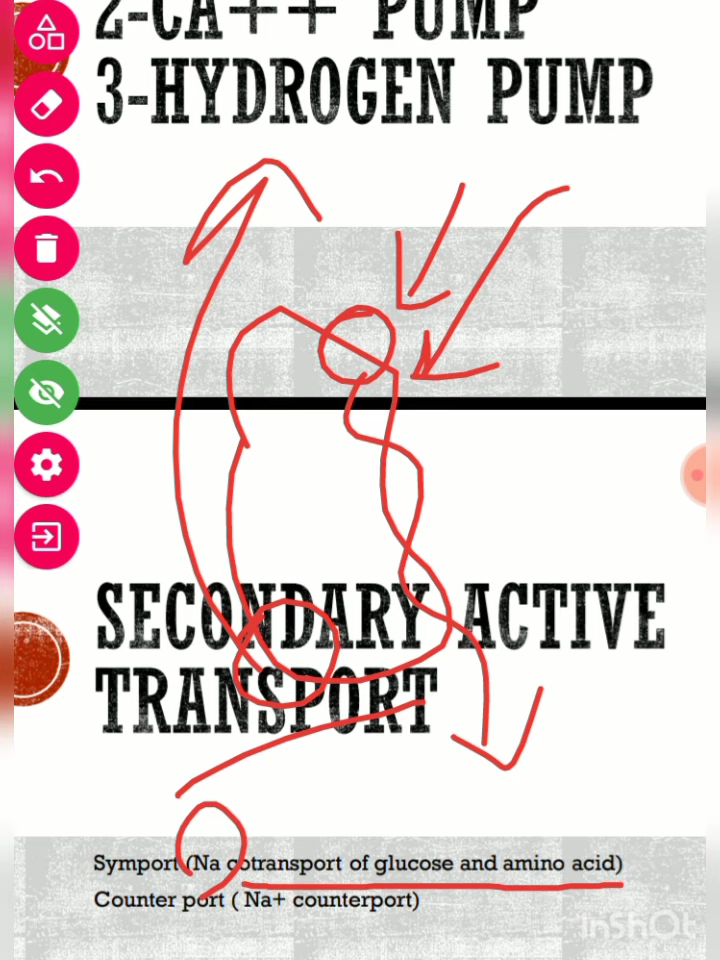 2-CA++ PUMP
3-HYDROGEN PUMP
SECONDARY ACTIVE
TRANSPORT
Symport (Na cotransport of glucose and amino acid)
Counter port ( Na+ counterport)
InShOt